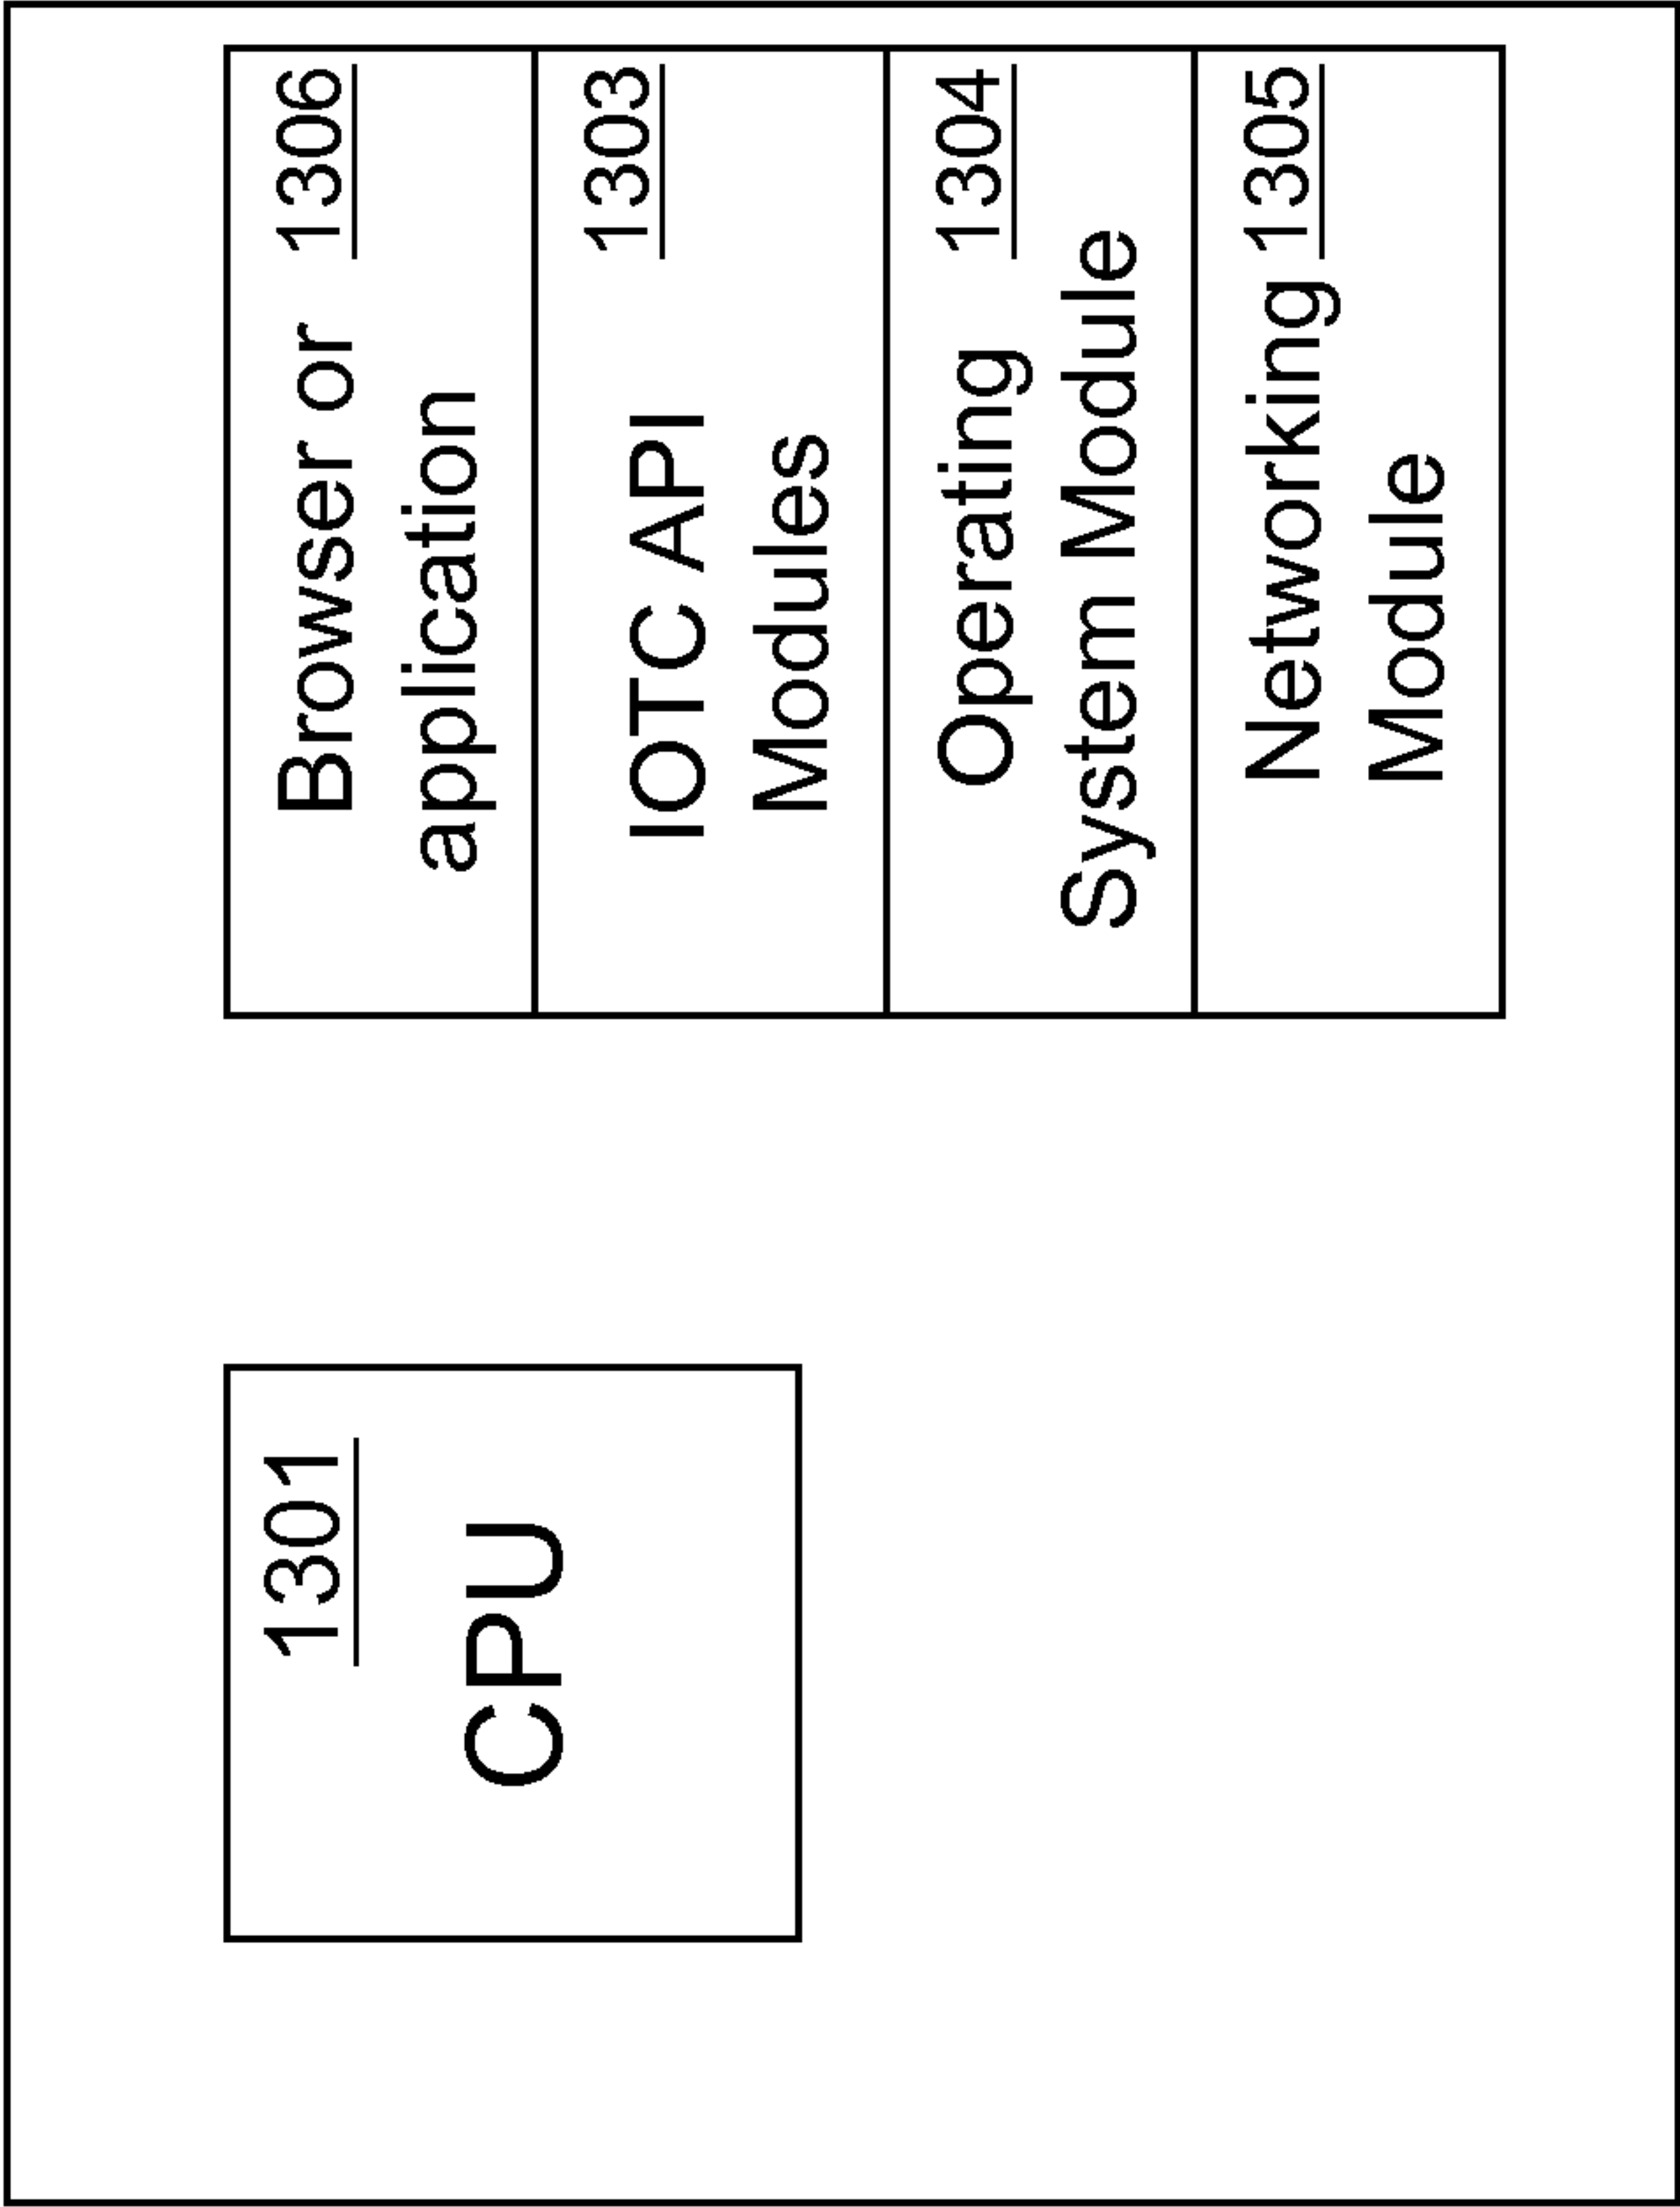 1301
CPU
Browser or 1306
application
IOTC API 1303
Modules
Operating 1304
System Module
Networking 1305
Module